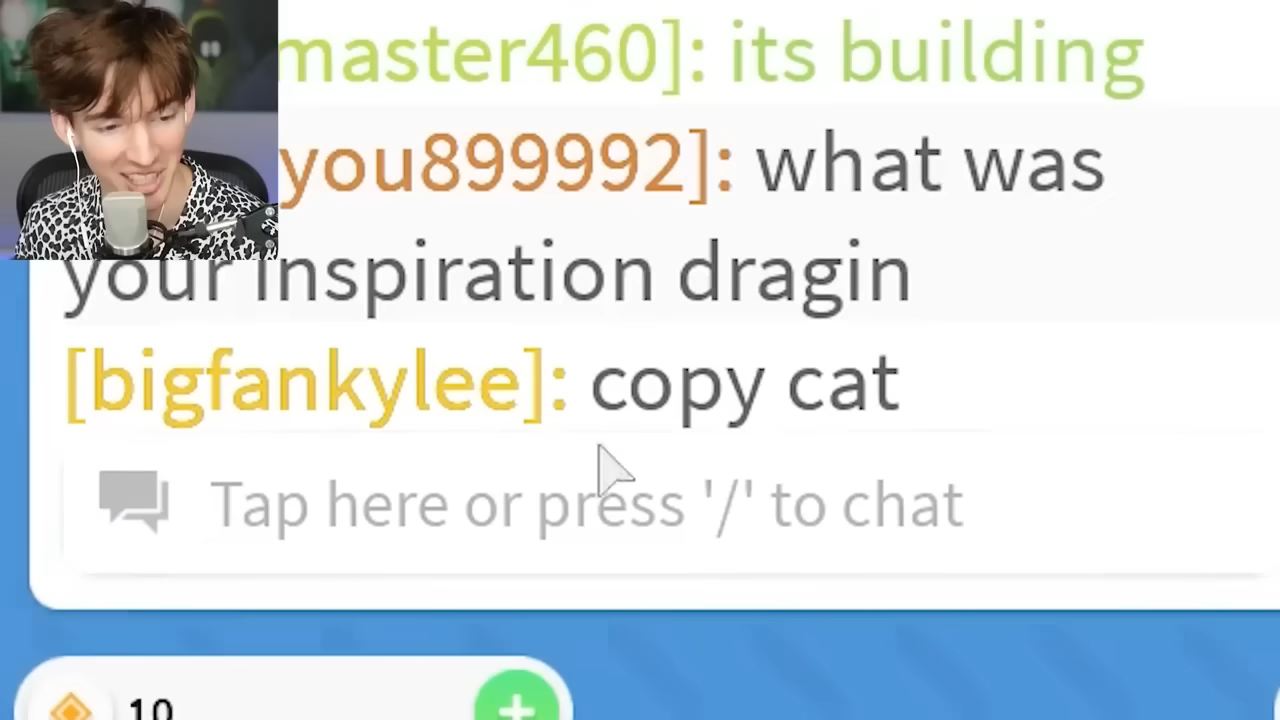 master460]: its building
you899992]: what was
your inspiration dragin
[bigfankylee]: copy cat
Tap here or press '/' to chat
10